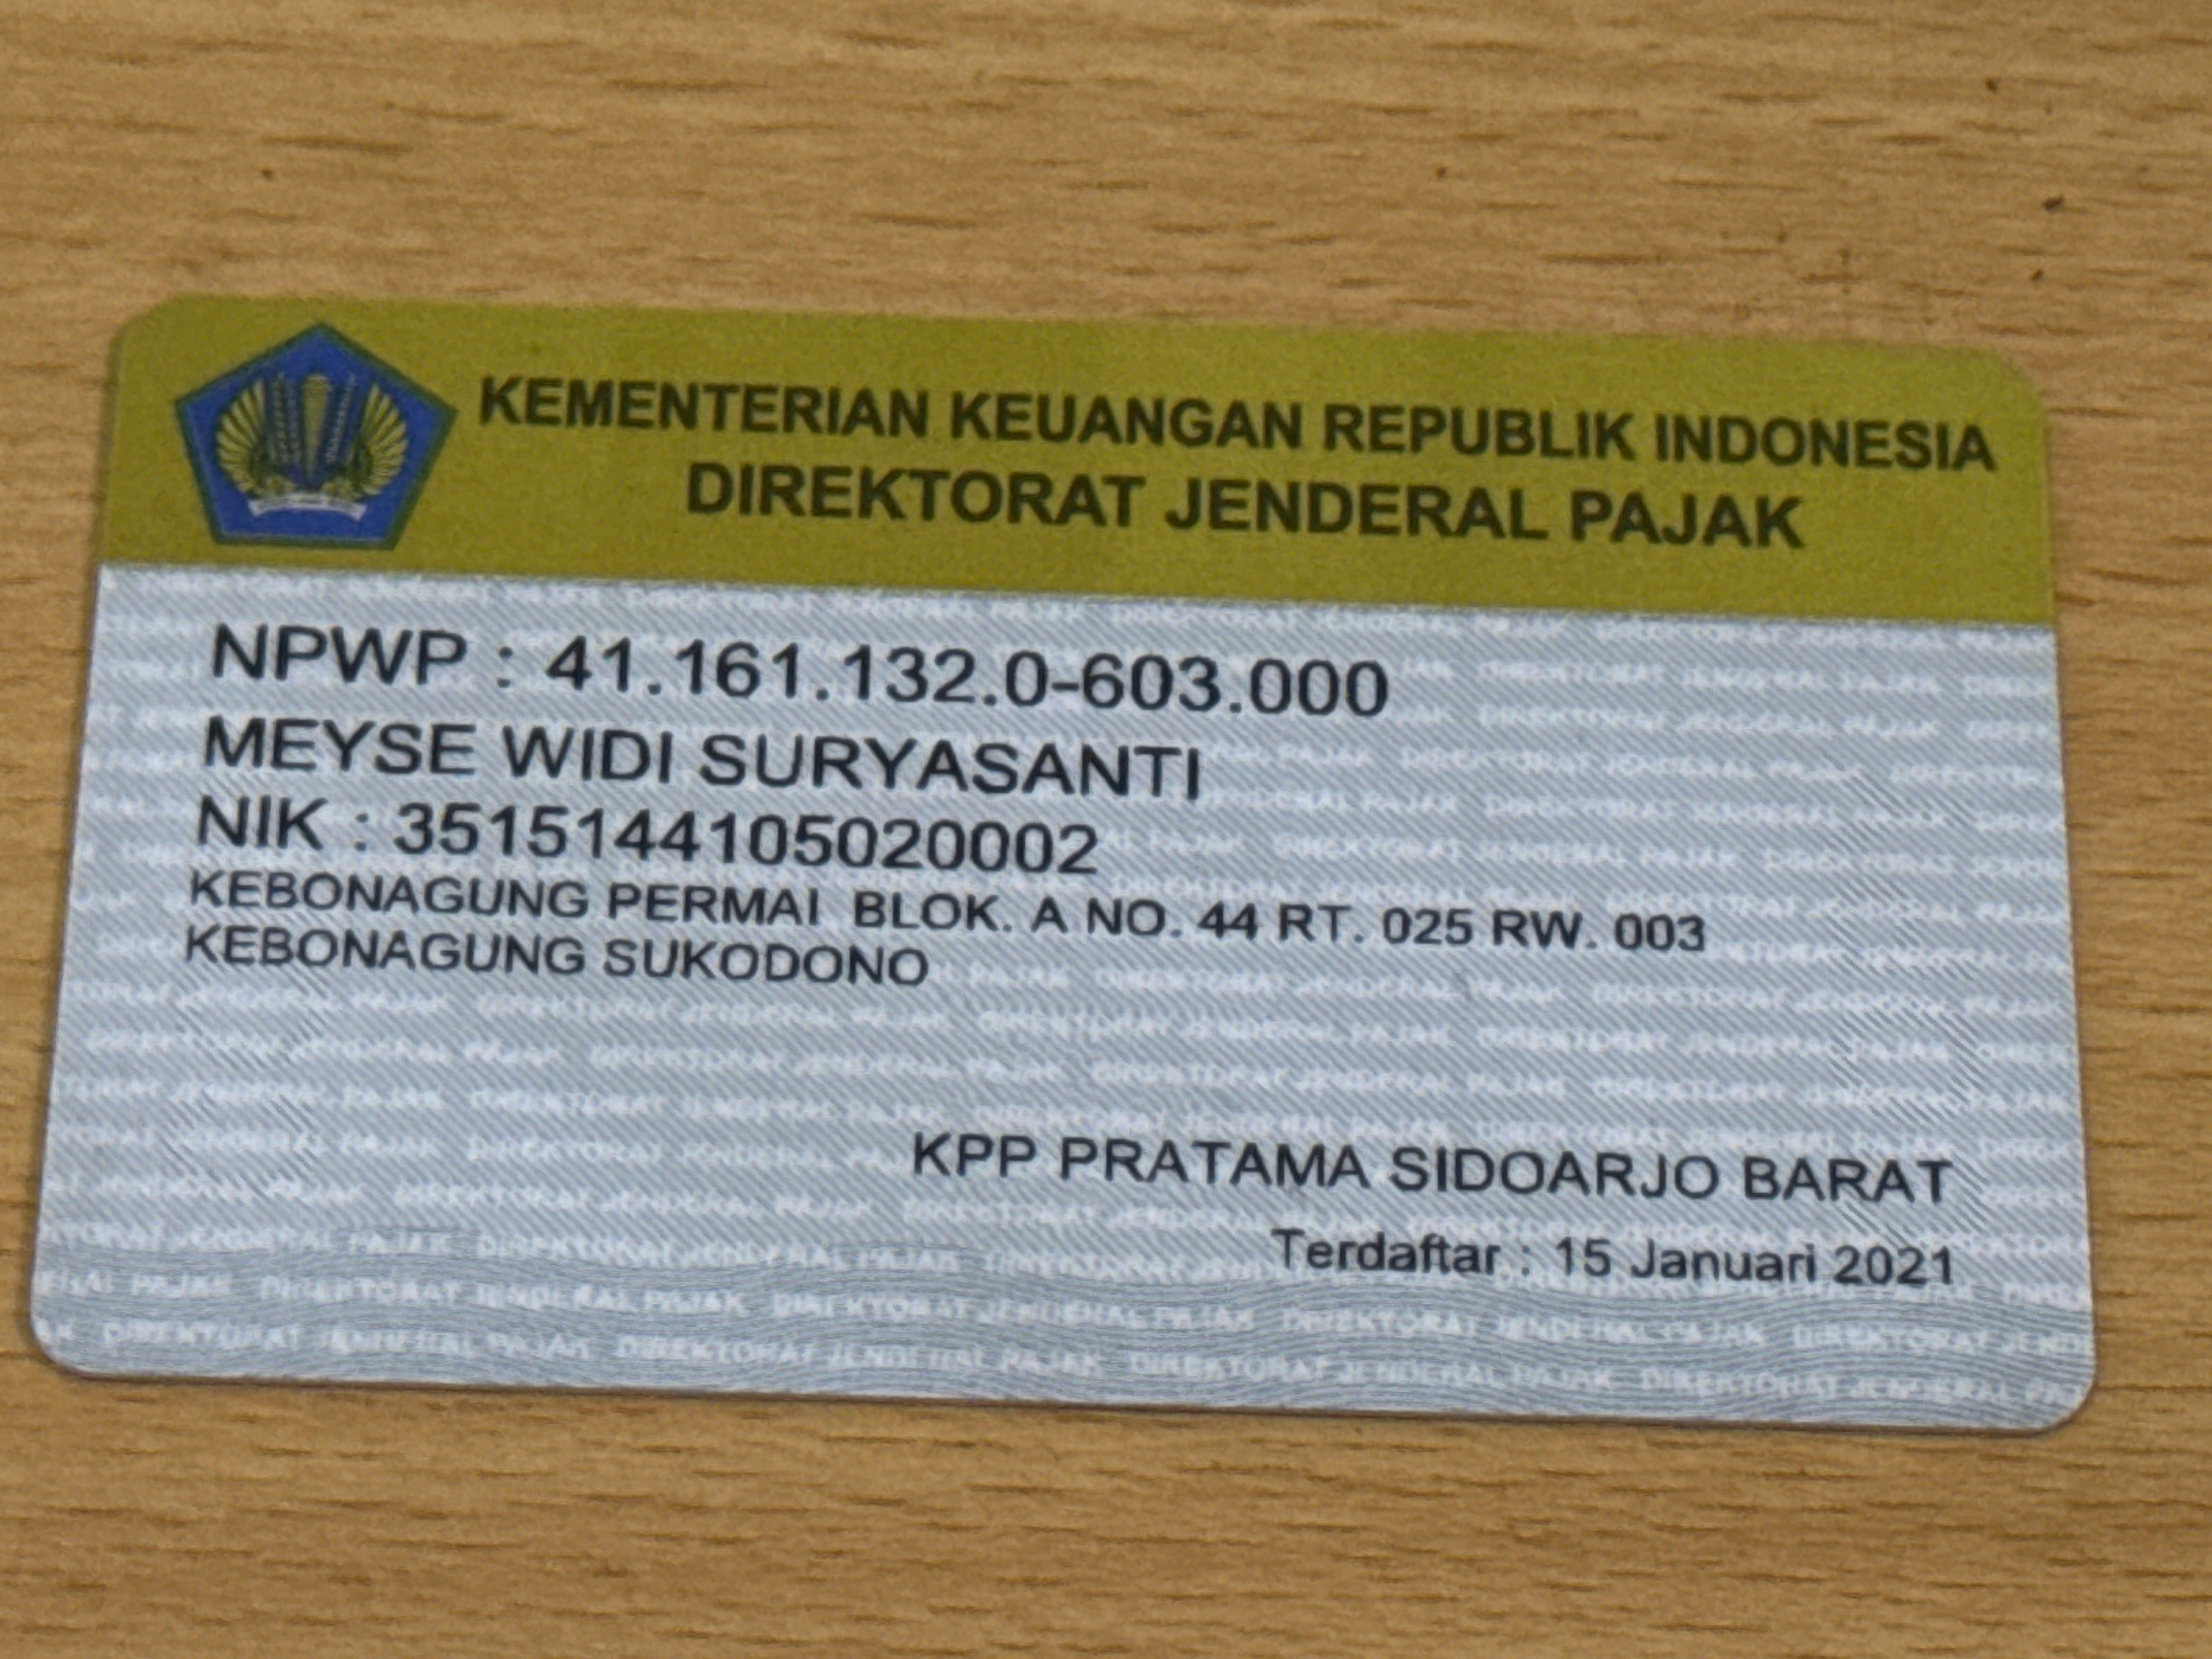 KEMENTERIAN KEUANGAN REPUBLIK INDONESIA
DIREKTORAT JENDERAL PAJAK
NPWP : 41.161.132.0-603.000
MEYSE WIDI SURYASANTI
NIK : 3515144105020002
KEBONAGUNG PERMAI BLOK. A NO. 44 RT. 025 RW. 003
KEBONAGUNG SUKODONO
KPP PRATAMA SIDOARJO BARAT
Terdaftar : 15 Januari 2021